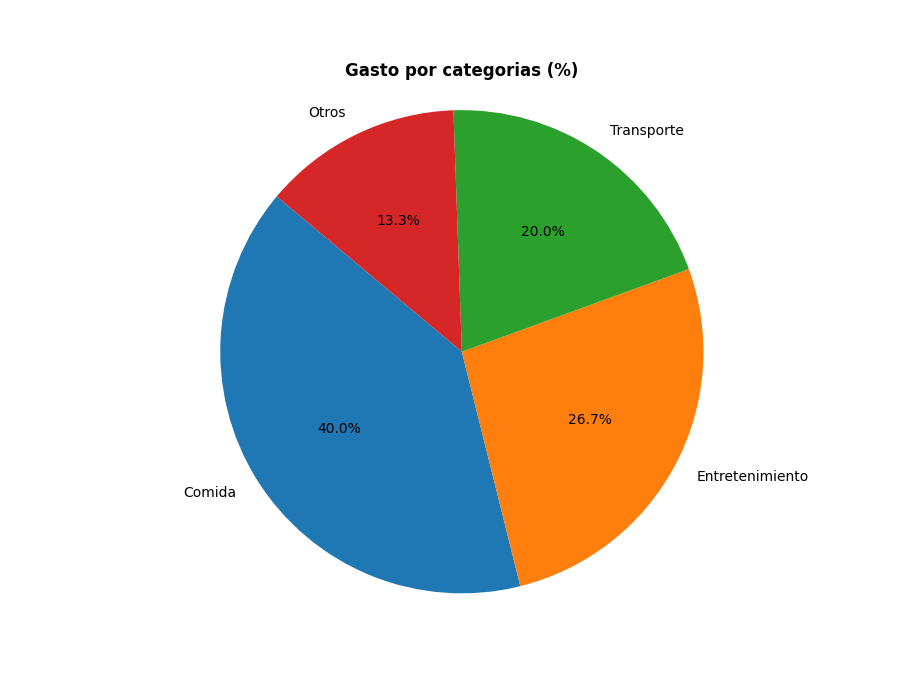 Gasto por categorias (%)
Otros
Transporte
13.3%
20.0%
26.7%
40.0%
Entretenimiento
Comida